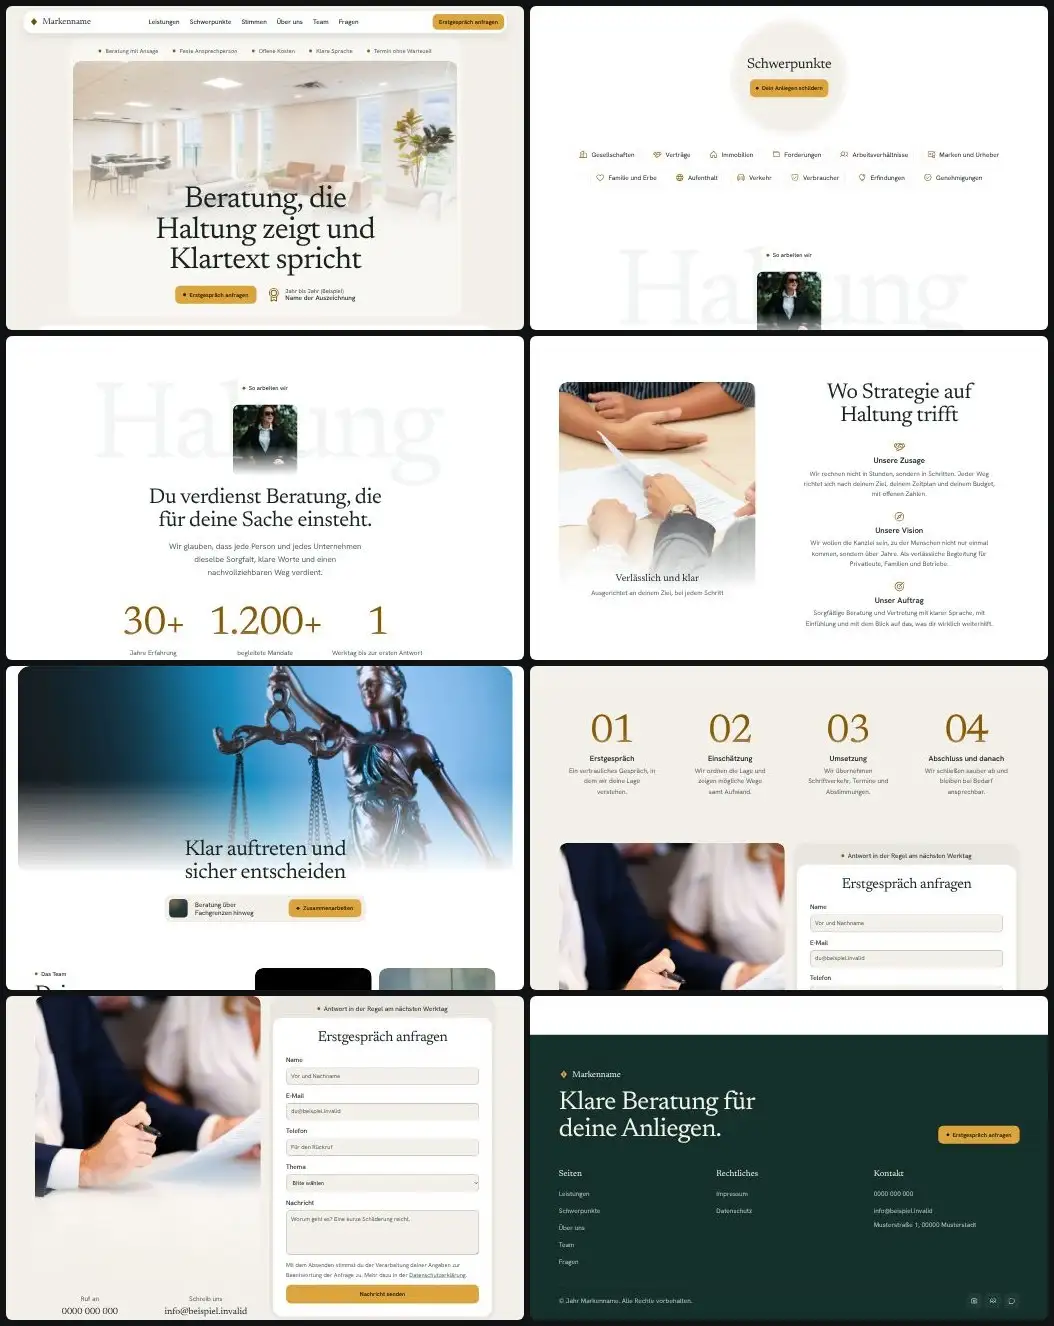 Markenname
Leistungen Schwerpunkte Stimmen Über uns Team Fragen
Erstgespräch anfragen
Beratung mit Ansage Feste Ansprechperson Offene Kosten Klare Sprache Termin ohne Wartezeit
Beratung, die
Haltung zeigt und
Klartext spricht
Erstgespräch anfragen
Jahr bis Jahr (Beispiel)
Name der Auszeichnung
Schwerpunkte
Dein Anliegen schildern
Gesellschaften Verträge Immobilien Forderungen Arbeitsverhältnisse Marken und Urheber
Familie und Erbe Aufenthalt Verkehr Verbraucher Erfindungen Genehmigungen
Haltung
So arbeiten wir
Haltung
So arbeiten wir
Du verdienst Beratung, die
für deine Sache einsteht.
Wir glauben, dass jede Person und jedes Unternehmen
dieselbe Sorgfalt, klare Worte und einen
nachvollziehbaren Weg verdient.
30+ 1.200+ 1
Jahre Erfahrung begleitete Mandate Werktag bis zur ersten Antwort
Verlässlich und klar
Ausgerichtet an deinem Ziel, bei jedem Schritt
Wo Strategie auf
Haltung trifft
Unsere Zusage
Wir rechnen nicht in Stunden, sondern in Schritten. Jeder Weg
richtet sich nach deinem Ziel, deinem Zeitplan und deinem Budget,
mit offenen Zahlen.
Unsere Vision
Wir wollen die Kanzlei sein, zu der Menschen nicht nur einmal
kommen, sondern über Jahre. Als verlässliche Begleitung für
Privatleute, Familien und Betriebe.
Unser Auftrag
Sorgfältige Beratung und Vertretung mit klarer Sprache, mit
Einfühlung und mit dem Blick auf das, was dir wirklich weiterhilft.
Klar auftreten und
sicher entscheiden
Beratung über
Fachgrenzen hinweg
Zusammenarbeiten
Das Team
01 02 03 04
Erstgespräch Einschätzung Umsetzung Abschluss und danach
Ein vertrauliches Gespräch, in
dem wir deine Lage
verstehen.
Wir ordnen die Lage und
zeigen mögliche Wege
samt Aufwand.
Wir übernehmen
Schriftverkehr, Termine und
Abstimmungen.
Wir schließen sauber ab und
bleiben bei Bedarf
ansprechbar.
Antwort in der Regel am nächsten Werktag
Erstgespräch anfragen
Name
Vor und Nachname
E-Mail
du@beispiel.invalid
Telefon
Antwort in der Regel am nächsten Werktag
Erstgespräch anfragen
Name
Vor und Nachname
E-Mail
du@beispiel.invalid
Telefon
Für den Rückruf
Thema
Bitte wählen
Nachricht
Worum geht es? Eine kurze Schilderung reicht.
Mit dem Absenden stimmst du der Verarbeitung deiner Angaben zur
Beantwortung der Anfrage zu. Mehr dazu in der Datenschutzerklärung.
Nachricht senden
Ruf an
0000 000 000
Schreib uns
info@beispiel.invalid
Markenname
Klare Beratung für
deine Anliegen.
Erstgespräch anfragen
Seiten
Leistungen
Schwerpunkte
Über uns
Team
Fragen
Rechtliches
Impressum
Datenschutz
Kontakt
0000 000 000
info@beispiel.invalid
Musterstraße 1, 00000 Musterstadt
© Jahr Markenname. Alle Rechte vorbehalten.